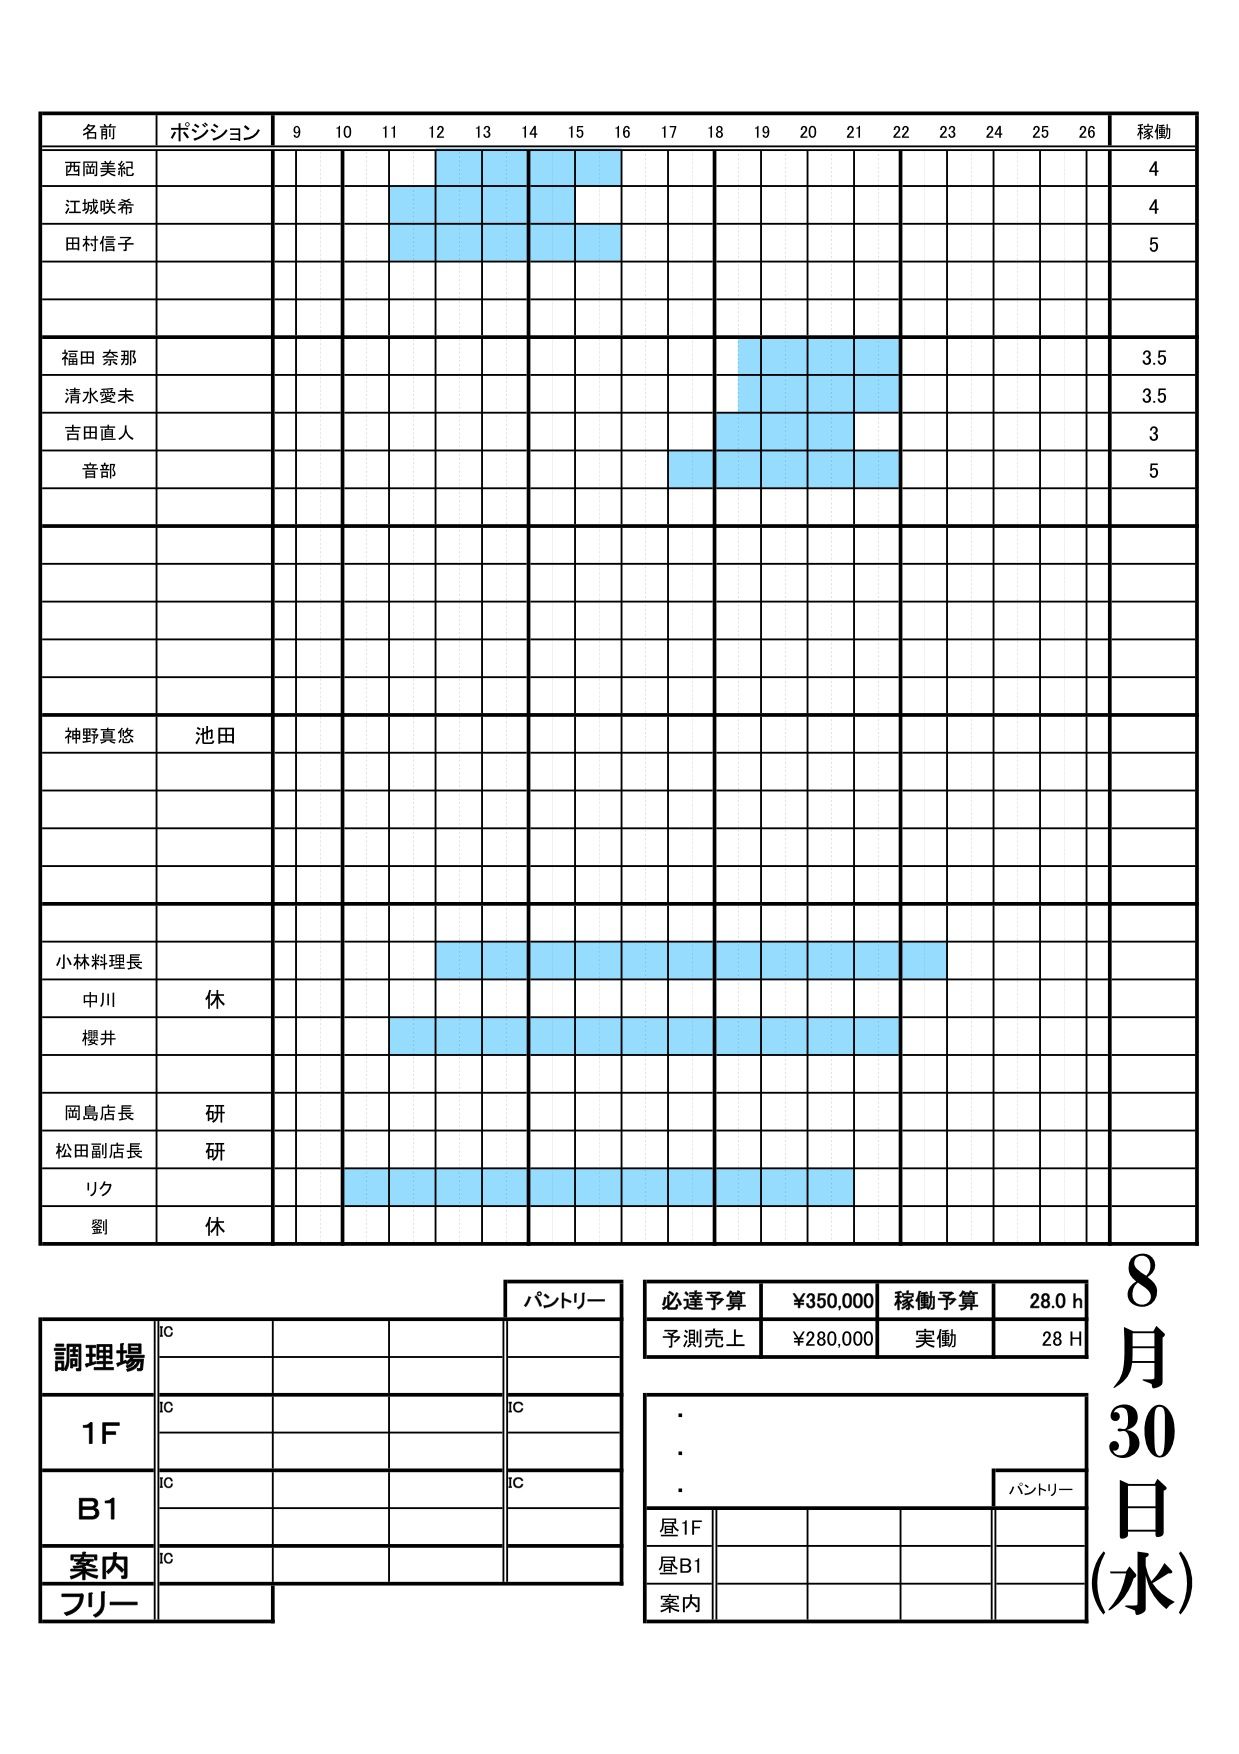 名前 ポジション 9 10 11 12 13 14 15 16 17 18 19 20 21 22 23 24 25 26 稼働
西岡美紀 4
江城咲希 4
田村信子 5
福田 奈那 3.5
清水愛未 3.5
吉田直人 3
音部 5
神野真悠 池田
小林料理長
中川 休
櫻井
岡島店長 研
松田副店長 研
リク
劉 休
パントリー
調理場 IC
1F IC IC
B1 IC IC
案内 IC
フリー
必達予算 ¥350,000 稼働予算 28.0 h
予測売上 ¥280,000 実働 28 H
・
・
・ パントリー
昼1F
昼B1
案内
8
月
30
日
(水)